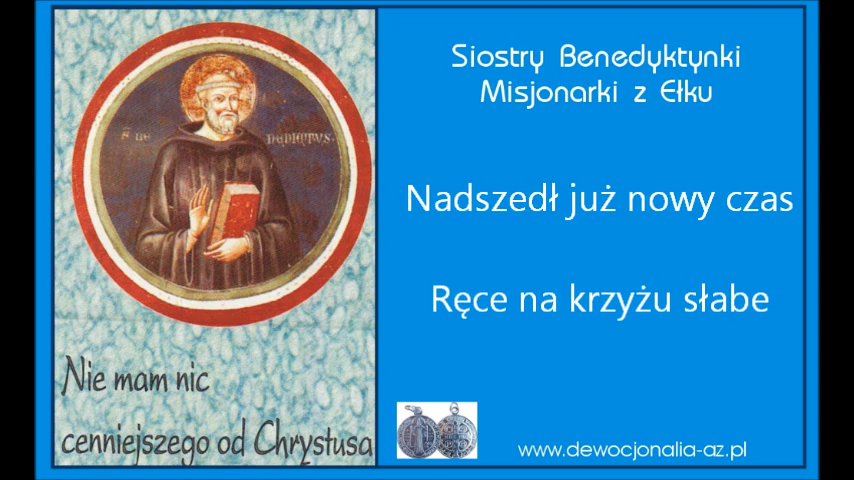 Nie mam nic
cenniejszego od Chrystusa
Siostry Benedyktynki
Misjonarki z Ełku
Nadszedł już nowy czas
Ręce na krzyżu słabe
www.dewocjonalia-az.pl